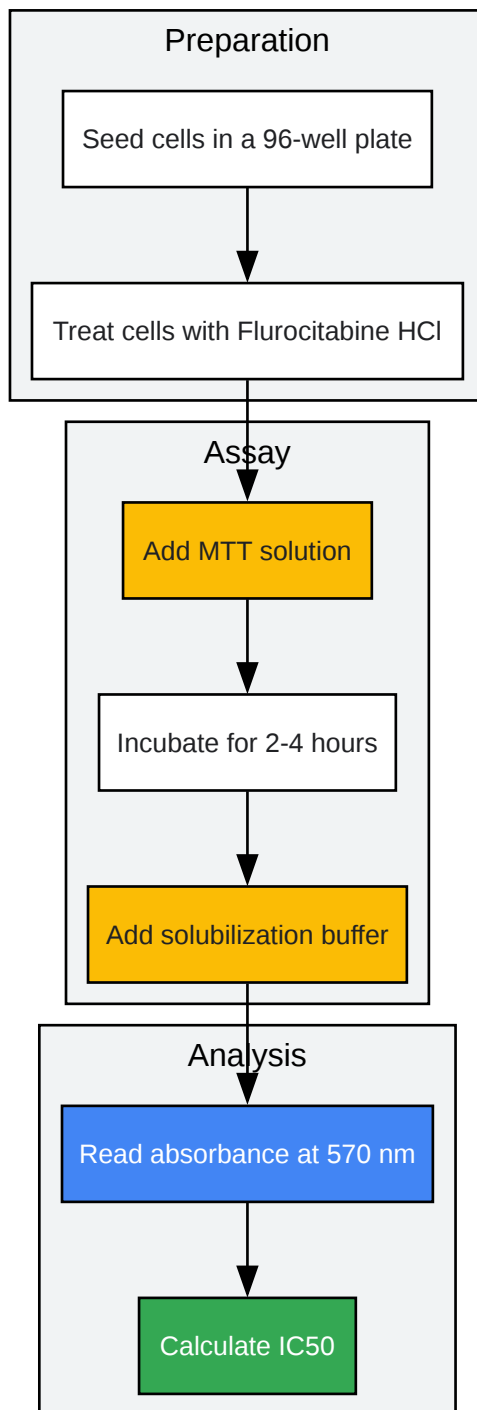 Preparation
Seed cells in a 96-well plate
Treat cells with Flurocitabine HCl
Assay
Add MTT solution
Incubate for 2-4 hours
Add solubilization buffer
Analysis
Read absorbance at 570 nm
Calculate IC50